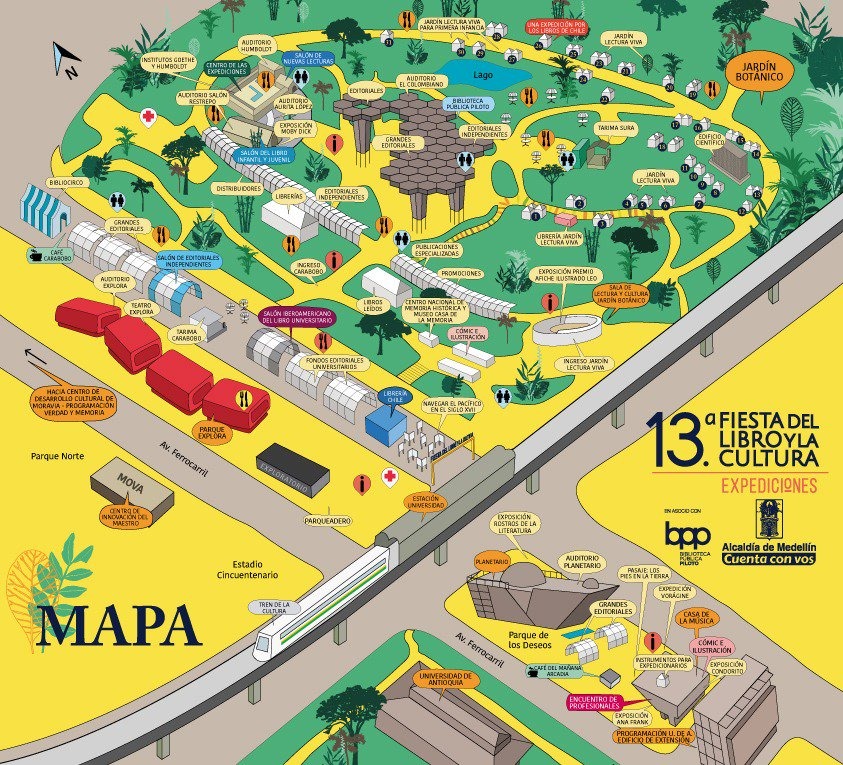 JARDÍN LECTURA VIVA
PARA PRIMERA INFANCIA
UNA EXPEDICIÓN POR
LOS LIBROS DE CHILE
JARDÍN
LECTURA VIVA
JARDÍN
BOTÁNICO
N
AUDITORIO
HUMBOLDT
SALÓN DE
NUEVAS LECTURAS
INSTITUTOS GOETHE
Y HUMBOLDT
CENTRO DE LAS
EXPEDICIONES
AUDITORIO SALÓN
RESTREPO
AUDITORIO
AURITA LÓPEZ
EXPOSICIÓN
MOBY DICK
EDITORIALES
AUDITORIO
EL COLOMBIANO
Lago
BIBLIOTECA
PÚBLICA PILOTO
GRANDES
EDITORIALES
EDITORIALES
INDEPENDIENTES
TARIMA SURA
EDIFICIO
CIENTÍFICO
SALÓN DEL LIBRO
INFANTIL Y JUVENIL
JARDÍN
LECTURA VIVA
BIBLIOCIRCO
DISTRIBUIDORES
LIBRERÍAS
EDITORIALES
INDEPENDIENTES
GRANDES
EDITORIALES
CAFÉ
CARABOBO
SALÓN DE EDITORIALES
INDEPENDIENTES
LIBRERÍA JARDÍN
LECTURA VIVA
PUBLICACIONES
ESPECIALIZADAS
INGRESO
CARABOBO
PROMOCIONES
EXPOSICIÓN PREMIO
AFICHE ILUSTRADO LEO
SALA DE
LECTURA Y CULTURA
JARDÍN BOTÁNICO
AUDITORIO
EXPLORA
TEATRO
EXPLORA
LIBROS
LEÍDOS
CENTRO NACIONAL DE
MEMORIA HISTÓRICA Y
MUSEO CASA DE
LA MEMORIA
SALÓN IBEROAMERICANO
DEL LIBRO UNIVERSITARIO
TARIMA
CARABOBO
CÓMIC E
ILUSTRACIÓN
FONDOS EDITORIALES
UNIVERSITARIOS
INGRESO JARDÍN
LECTURA VIVA
HACIA CENTRO DE
DESARROLLO CULTURAL DE
MORAVIA - PROGRAMACIÓN
VERDAD Y MEMORIA
LIBRERÍA
CHILE
NAVEGAR EL PACÍFICO
EN EL SIGLO XVII
PARQUE
EXPLORA
FIESTA DEL LIBRO Y LA CULTURA
Parque Norte
Av. Ferrocarril
MOVA
CENTRO DE
INNOVACIÓN DEL
MAESTRO
EXPLORATORIO
PARQUEADERO
ESTACIÓN
UNIVERSIDAD
13.ª FIESTA DEL
LIBRO Y LA
CULTURA
EXPEDICIONES
EN ASOCIO CON
bpp
BIBLIOTECA
PÚBLICA
PILOTO
Alcaldía de Medellín
Cuenta con vos
Estadio
Cincuentenario
TREN DE LA
CULTURA
MAPA
EXPOSICIÓN
ROSTROS DE LA
LITERATURA
PLANETARIO
AUDITORIO
PLANETARIO
PASAJE: LOS
PIES EN LA TIERRA
EXPEDICIÓN
VORÁGINE
Parque de
los Deseos
GRANDES
EDITORIALES
CASA DE
LA MÚSICA
CÓMIC E
ILUSTRACIÓN
INSTRUMENTOS PARA
EXPEDICIONARIOS
EXPOSICIÓN
CONDORITO
Av. Ferrocarril
CAFÉ DEL MAÑANA
ARCADIA
UNIVERSIDAD DE
ANTIOQUIA
ENCUENTRO DE
PROFESIONALES
EXPOSICIÓN
ANA FRANK
PROGRAMACIÓN U. DE A.
EDIFICIO DE EXTENSIÓN